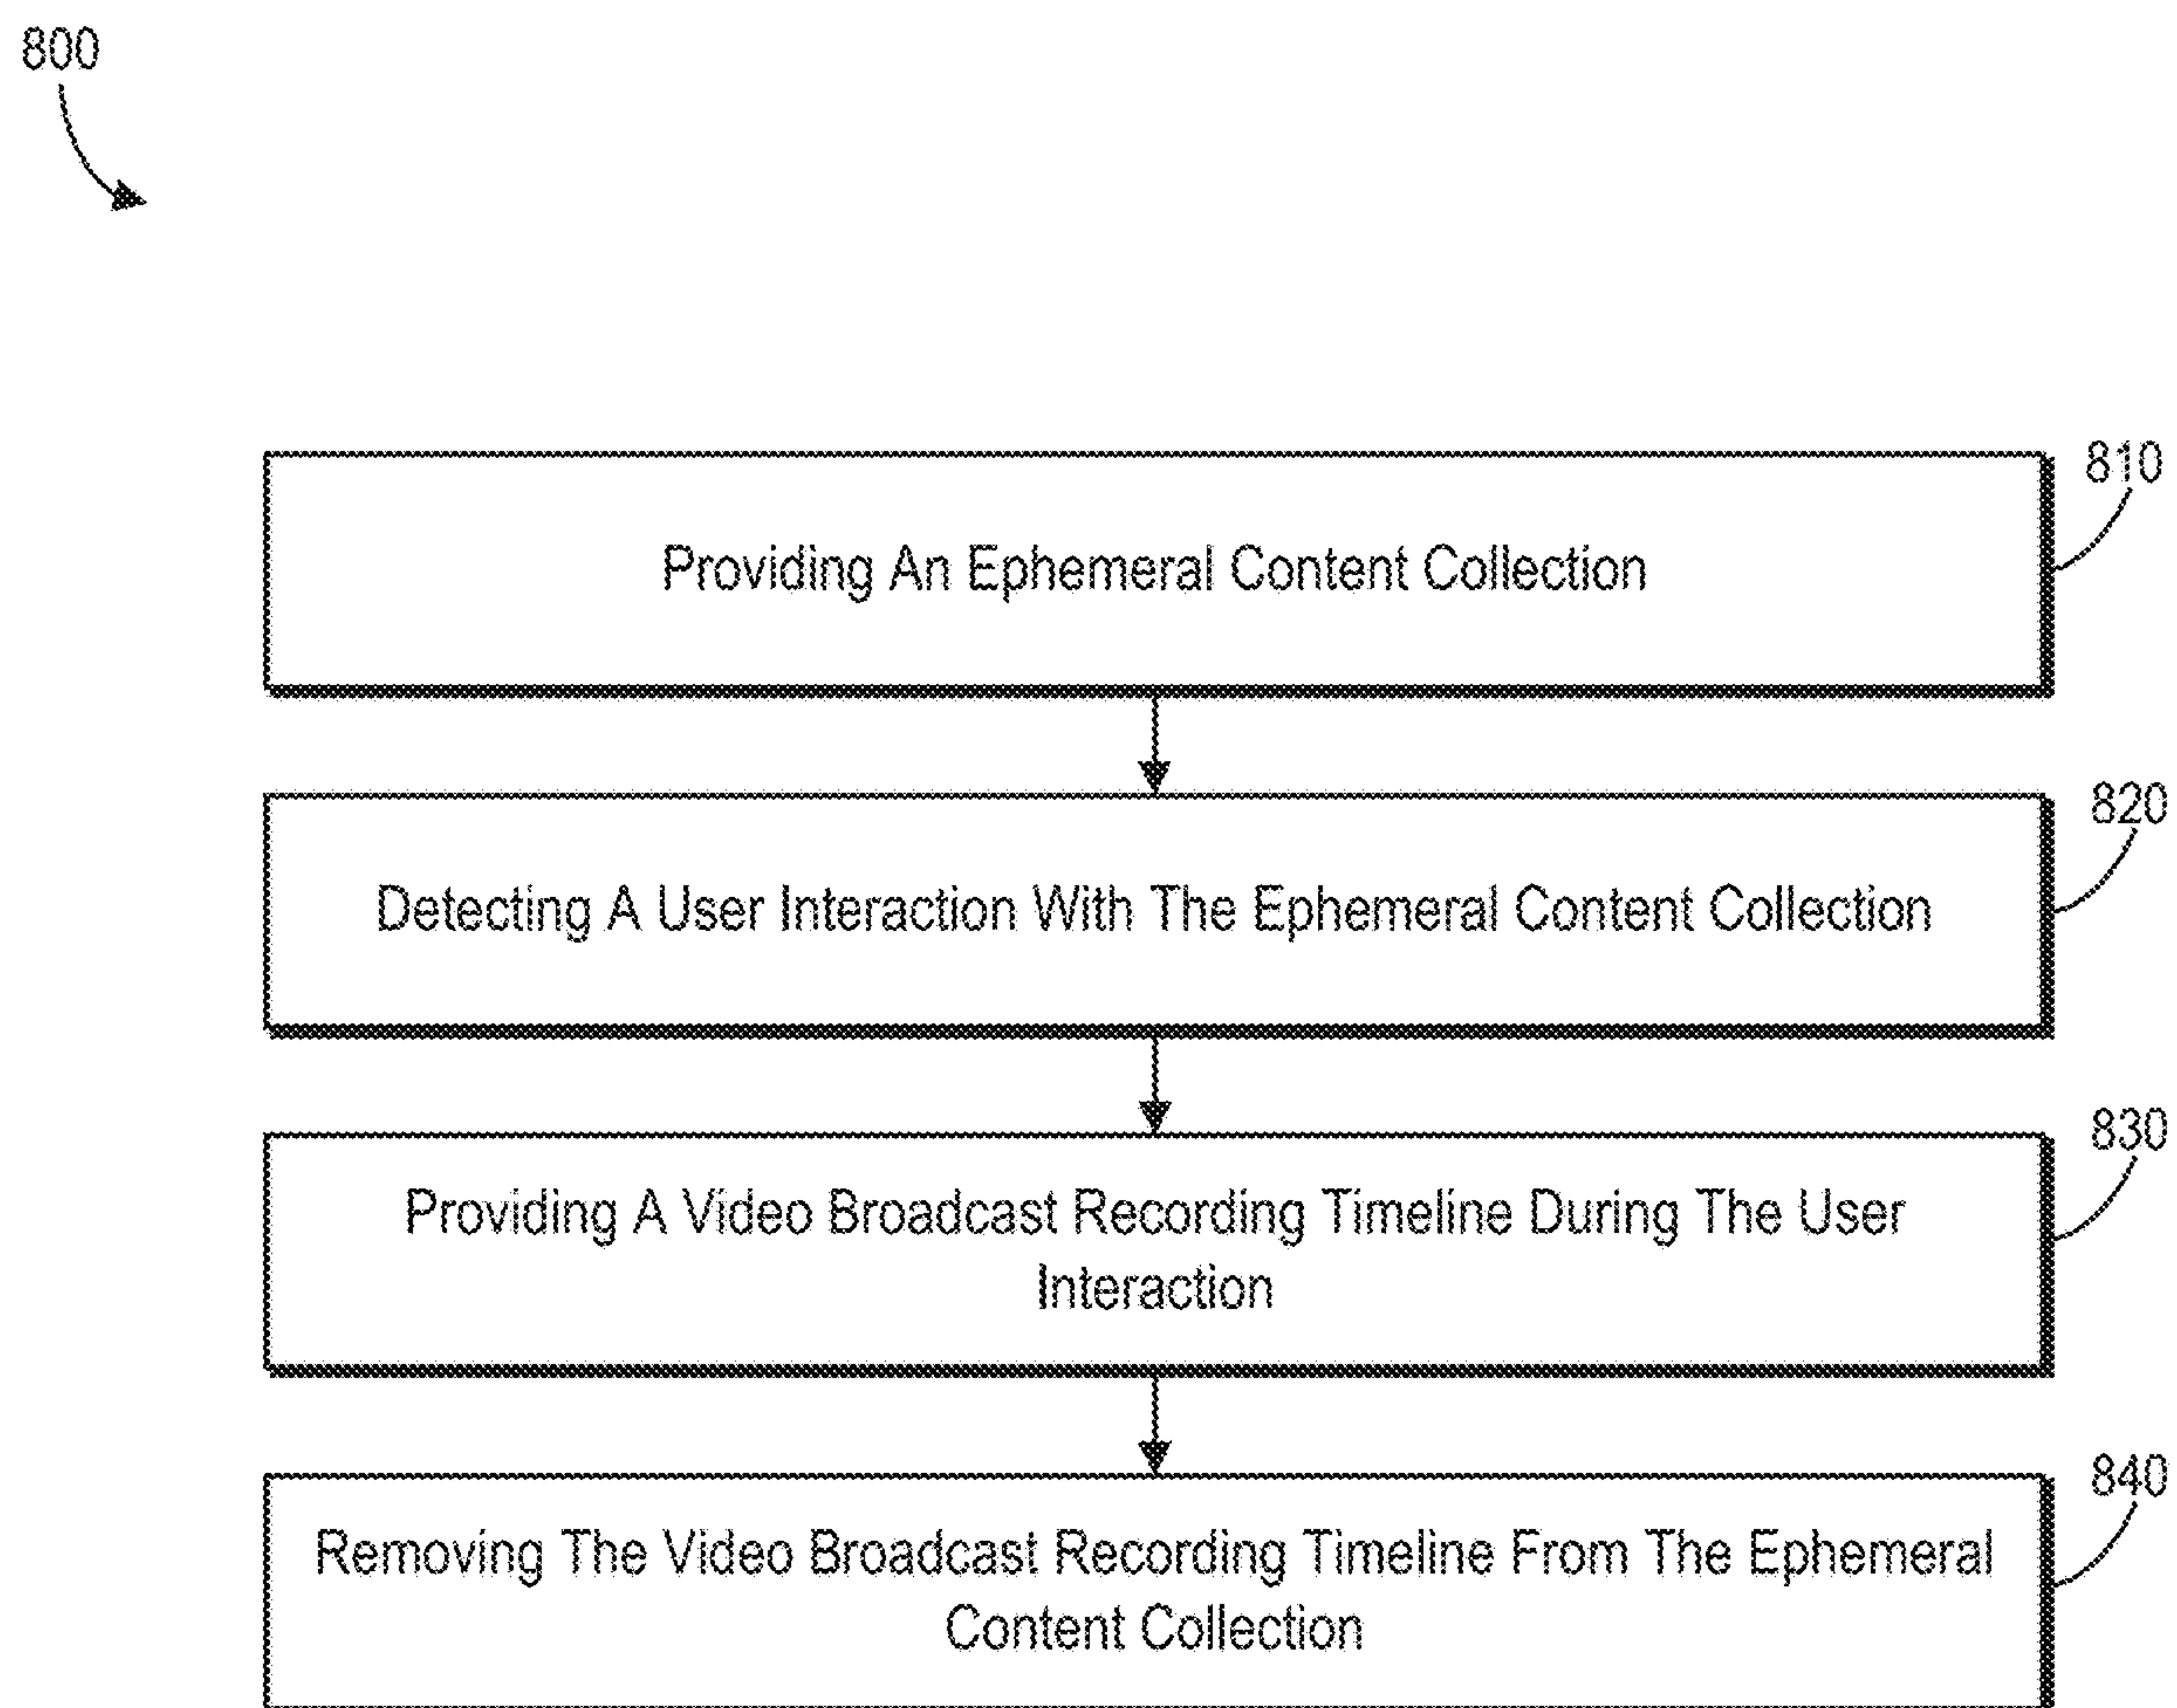 800
810
Providing An Ephemeral Content Collection
820
Detecting A User Interaction With The Ephemeral Content Collection
830
Providing A Video Broadcast Recording Timeline During The User
Interaction
840
Removing The Video Broadcast Recording Timeline From The Ephemeral
Content Collection